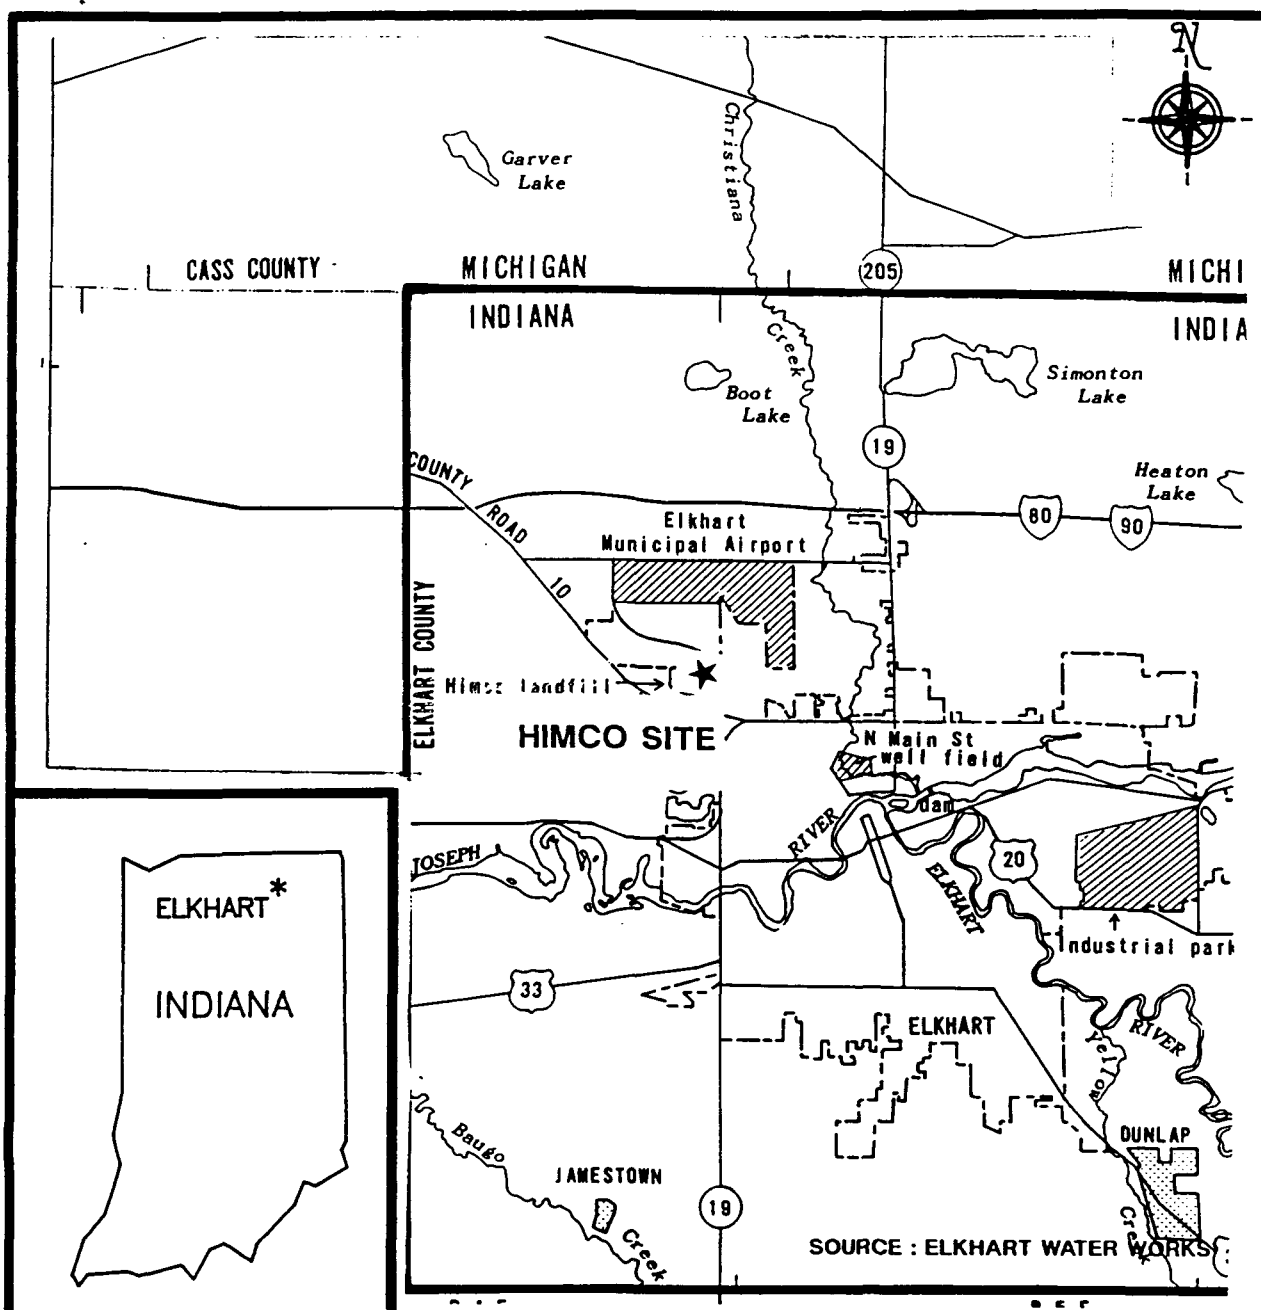 N
Christiana
Garver
Lake
CASS COUNTY
MICHIGAN
205
MICHI
INDIANA
INDIA
Creek
Boot
Lake
Simonton
Lake
19
COUNTY
ROAD
10
Heaton
Lake
80
90
Elkhart
Municipal Airport
ELKHART COUNTY
Himco landfill
HIMCO SITE
N Main St
well field
dam
RIVER
JOSEPH
20
ELKHART
Industrial park
ELKHART*
INDIANA
33
ELKHART
RIVER
Yellow
Baugo
DUNLAP
JAMESTOWN
19
Creek
Creek
SOURCE : ELKHART WATER WORKS